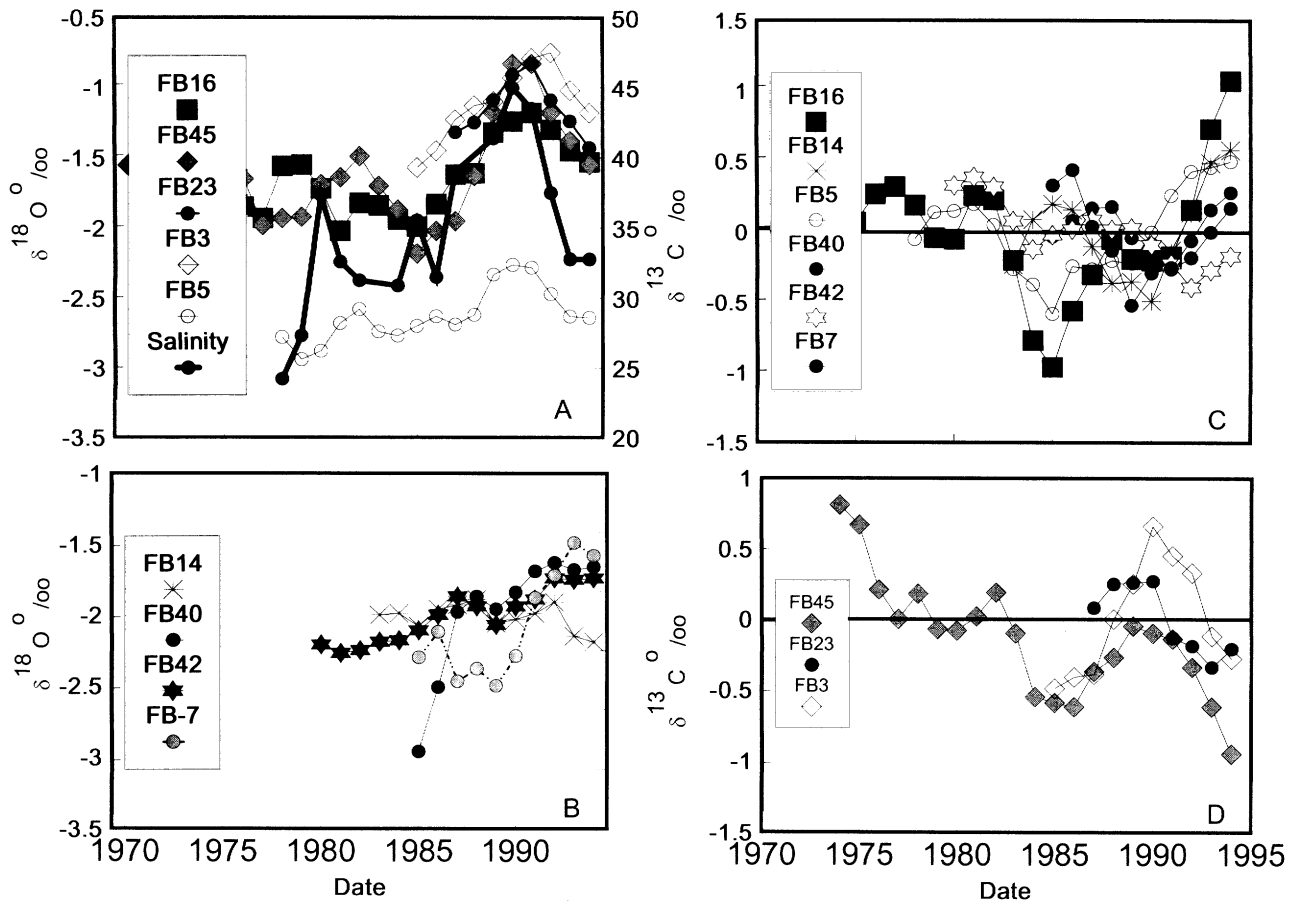 -0.5
-1
-1.5
-2
-2.5
-3
-3.5
δ 18 O o /oo
FB16
FB45
FB23
FB3
FB5
Salinity
A
50
45
40
35
30
25
20
-1
-1.5
-2
-2.5
-3
-3.5
δ 18 O o /oo
FB14
FB40
FB42
FB-7
B
1970
1975
1980
1985
1990
Date
1.5
1
0.5
0
-0.5
-1
-1.5
δ 13 C o /oo
FB16
FB14
FB5
FB40
FB42
FB7
C
1
0.5
0
-0.5
-1
-1.5
δ 13 C o /oo
FB45
FB23
FB3
D
1970
1975
1980
1985
1990
1995
Date